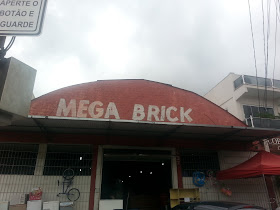 APERTE O
BOTÃO E
GUARDE
MEGA BRICK